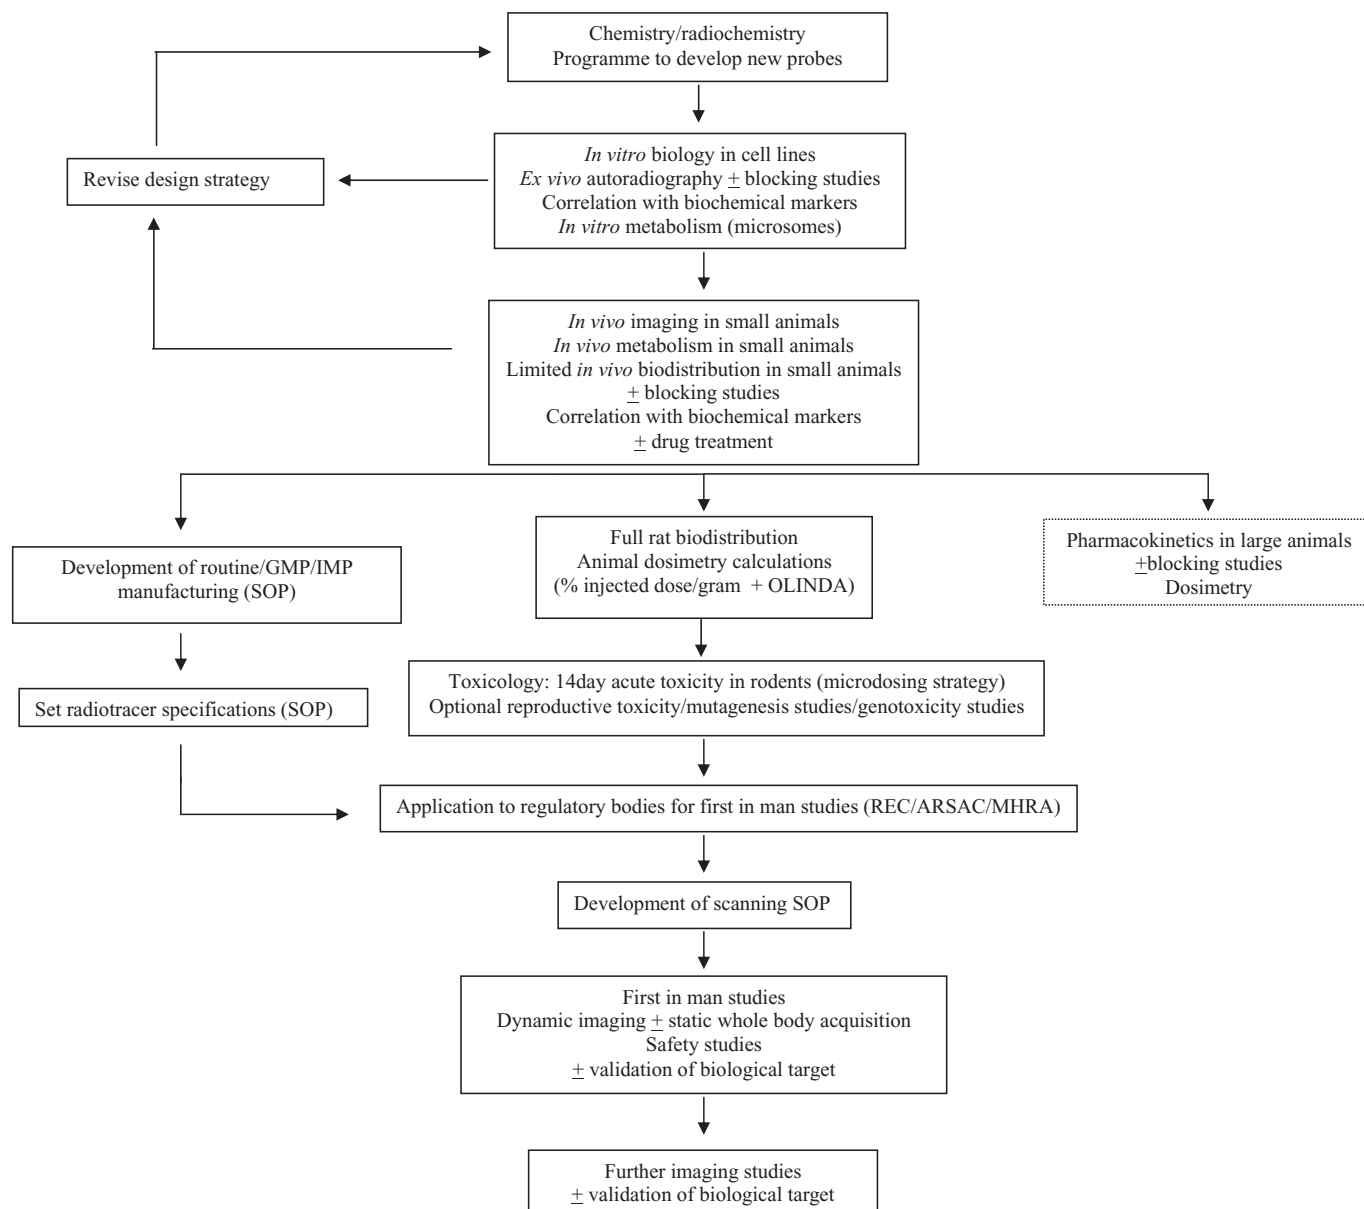 Chemistry/radiochemistry
Programme to develop new probes
In vitro biology in cell lines
Ex vivo autoradiography ± blocking studies
Correlation with biochemical markers
In vitro metabolism (microsomes)
Revise design strategy
In vivo imaging in small animals
In vivo metabolism in small animals
Limited in vivo biodistribution in small animals
± blocking studies
Correlation with biochemical markers
± drug treatment
Development of routine/GMP/IMP
manufacturing (SOP)
Full rat biodistribution
Animal dosimetry calculations
(% injected dose/gram + OLINDA)
Pharmacokinetics in large animals
±blocking studies
Dosimetry
Set radiotracer specifications (SOP)
Toxicology: 14day acute toxicity in rodents (microdosing strategy)
Optional reproductive toxicity/mutagenesis studies/genotoxicity studies
Application to regulatory bodies for first in man studies (REC/ARSAC/MHRA)
Development of scanning SOP
First in man studies
Dynamic imaging ± static whole body acquisition
Safety studies
± validation of biological target
Further imaging studies
± validation of biological target